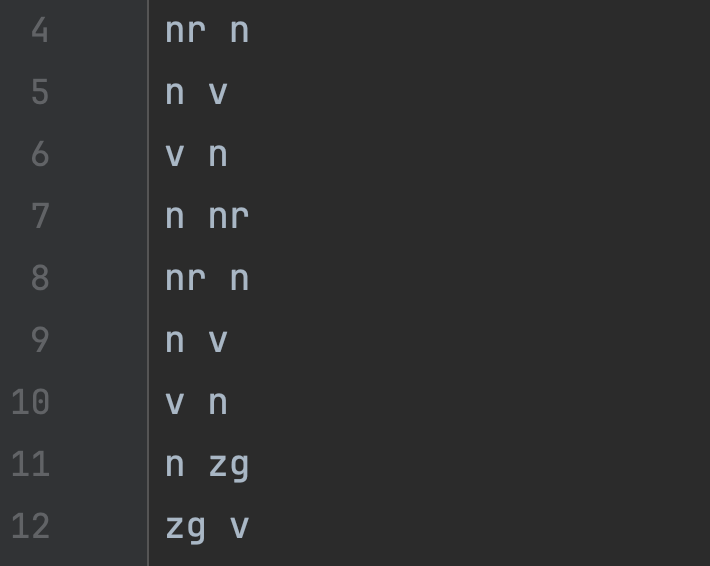 4 nr n
5 n v
6 v n
7 n nr
8 nr n
9 n v
10 v n
11 n zg
12 zg v